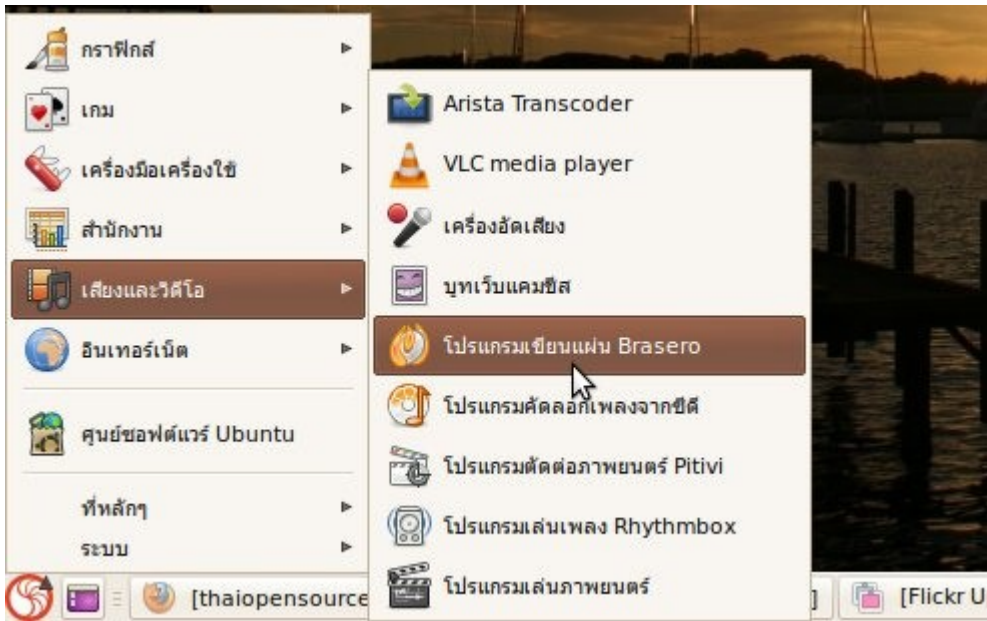 กราฟิกส์
เกม
เครื่องมือเครื่องใช้
สำนักงาน
เสียงและวิดีโอ
อินเทอร์เน็ต
ศูนย์ซอฟต์แวร์ Ubuntu
ที่หลักๆ
ระบบ
Arista Transcoder
VLC media player
เครื่องอัดเสียง
บูทเว็บแคมชีส
โปรแกรมเขียนแผ่น Brasero
โปรแกรมคัดลอกเพลงจากซีดี
โปรแกรมตัดต่อภาพยนตร์ Pitivi
โปรแกรมเล่นเพลง Rhythmbox
โปรแกรมเล่นภาพยนตร์
[thaiopensource
]
[Flickr U